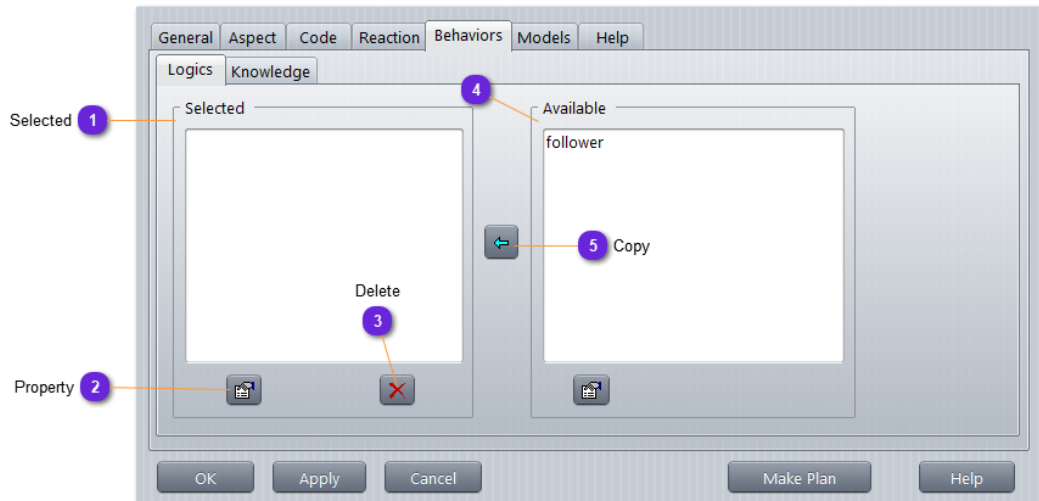 General Aspect Code Reaction Behaviors Models Help
Logics Knowledge
4
Selected Available
Selected 1
follower
5 Copy
Delete
3
Property 2
OK Apply Cancel Make Plan Help